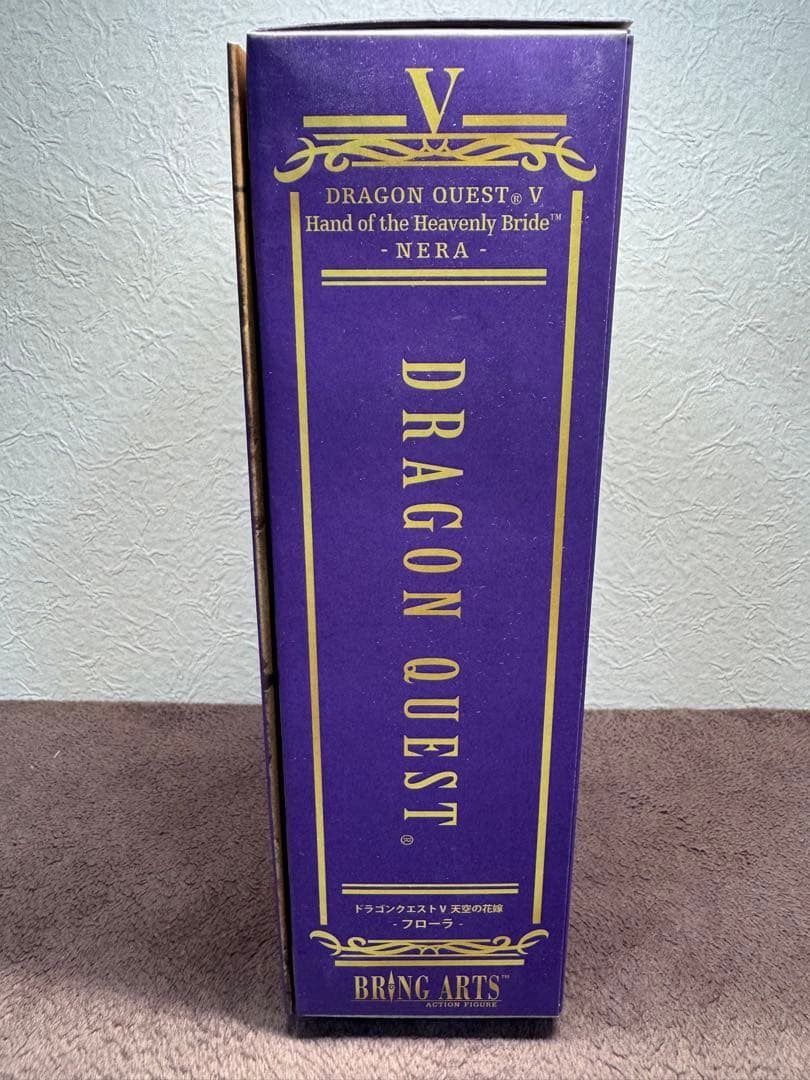 V
DRAGON QUEST® V
Hand of the Heavenly Bride™
- NERA -
DRAGON QUEST®
ドラゴンクエストV 天空の花嫁
- フローラ -
BRING ARTS™
ACTION FIGURE